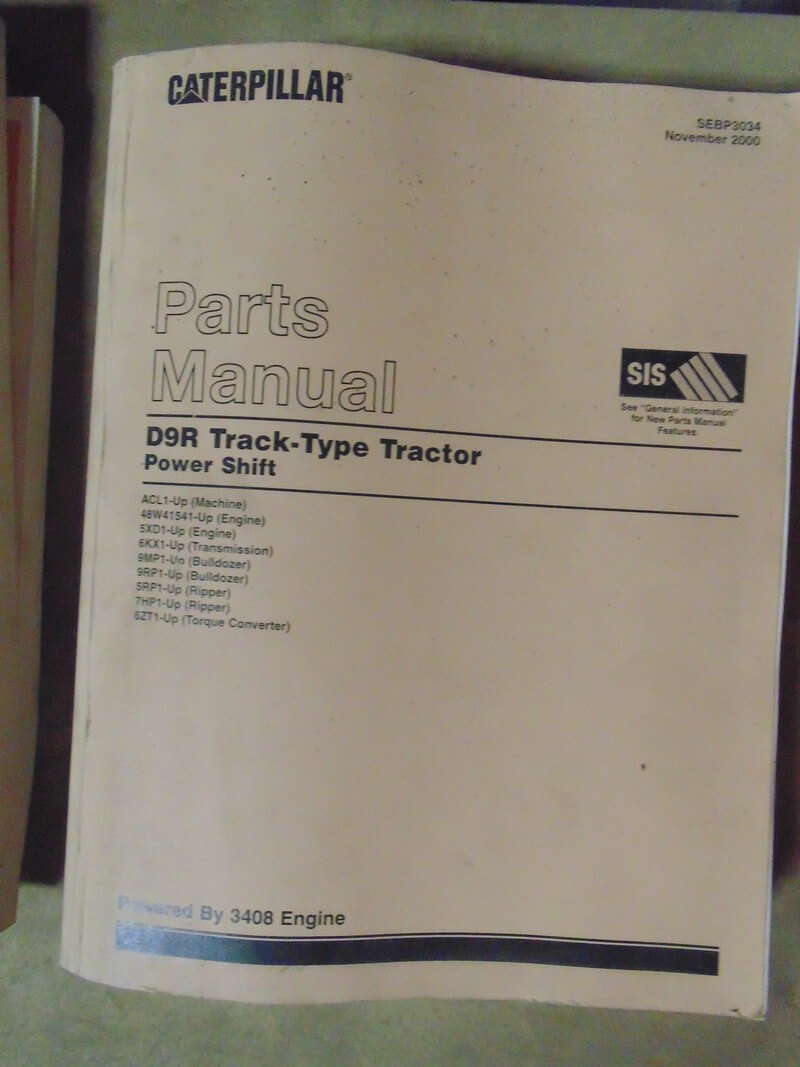 CATERPILLAR®
SEBP3034
November 2000
Parts
Manual
SIS
See "General Information"
for New Parts Manual
Features.
D9R Track-Type Tractor
Power Shift
ACL1-Up (Machine)
48W41541-Up (Engine)
5XD1-Up (Engine)
6KX1-Up (Transmission)
9MP1-Up (Bulldozer)
9RP1-Up (Bulldozer)
5RP1-Up (Ripper)
7HP1-Up (Ripper)
6ZT1-Up (Torque Converter)
Powered By 3408 Engine